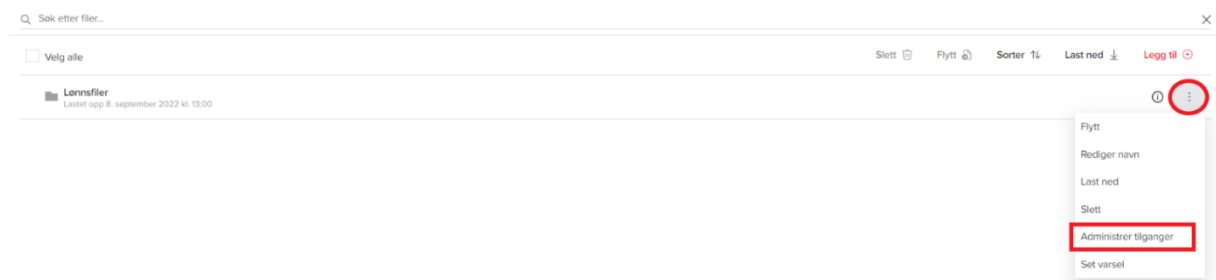 Søk etter filer...
Velg alle
Slett
Flytt
Sorter
Last ned
Legg til
Lønnsfiler
Lastet opp 8. september 2022 kl. 13:00
Flytt
Rediger navn
Last ned
Slett
Administrer tilganger
Set varsel